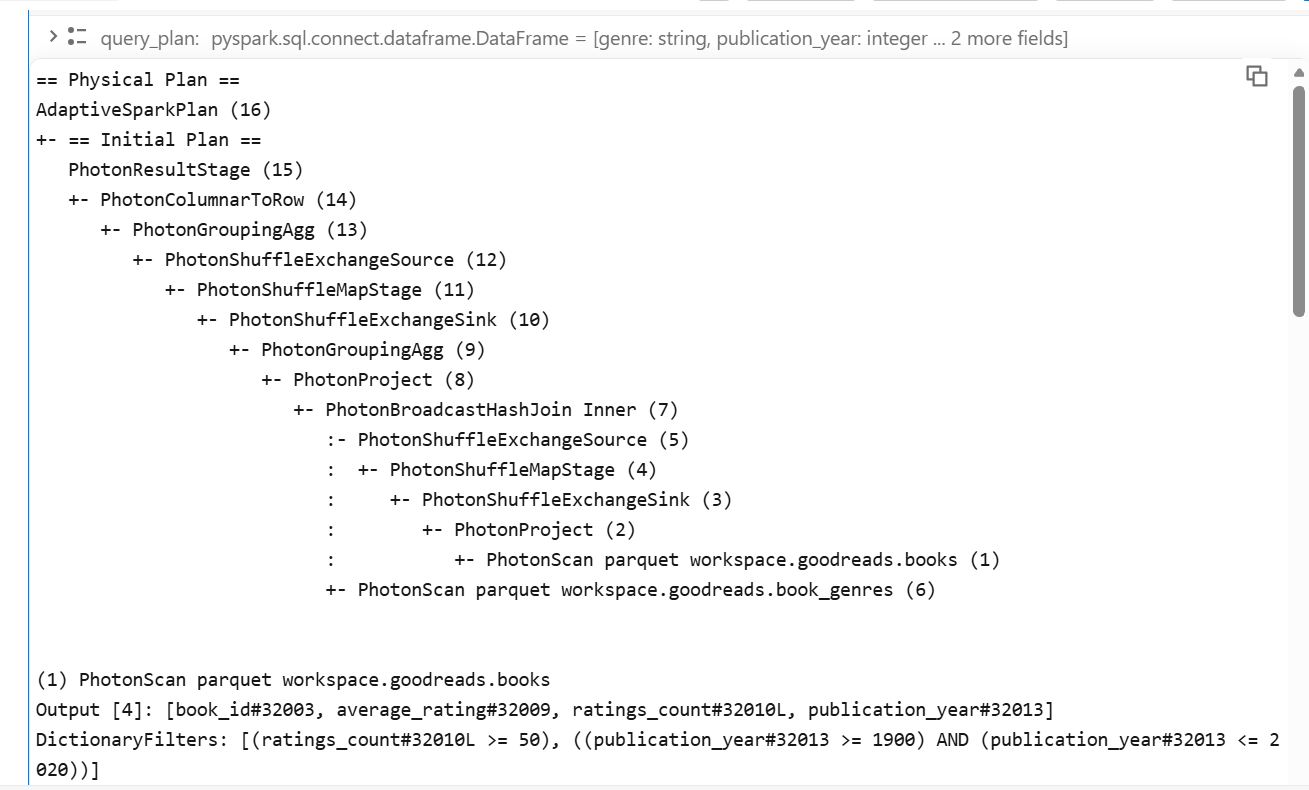 query_plan: pyspark.sql.connect.dataframe.DataFrame = [genre: string, publication_year: integer ... 2 more fields]
== Physical Plan ==
AdaptiveSparkPlan (16)
+- == Initial Plan ==
   PhotonResultStage (15)
   +- PhotonColumnarToRow (14)
      +- PhotonGroupingAgg (13)
         +- PhotonShuffleExchangeSource (12)
            +- PhotonShuffleMapStage (11)
               +- PhotonShuffleExchangeSink (10)
                  +- PhotonGroupingAgg (9)
                     +- PhotonProject (8)
                        +- PhotonBroadcastHashJoin Inner (7)
                           :- PhotonShuffleExchangeSource (5)
                           :  +- PhotonShuffleMapStage (4)
                           :     +- PhotonShuffleExchangeSink (3)
                           :        +- PhotonProject (2)
                           :           +- PhotonScan parquet workspace.goodreads.books (1)
                           +- PhotonScan parquet workspace.goodreads.book_genres (6)
(1) PhotonScan parquet workspace.goodreads.books
Output [4]: [book_id#32003, average_rating#32009, ratings_count#32010L, publication_year#32013]
DictionaryFilters: [(ratings_count#32010L >= 50), ((publication_year#32013 >= 1900) AND (publication_year#32013 <= 2
020))]